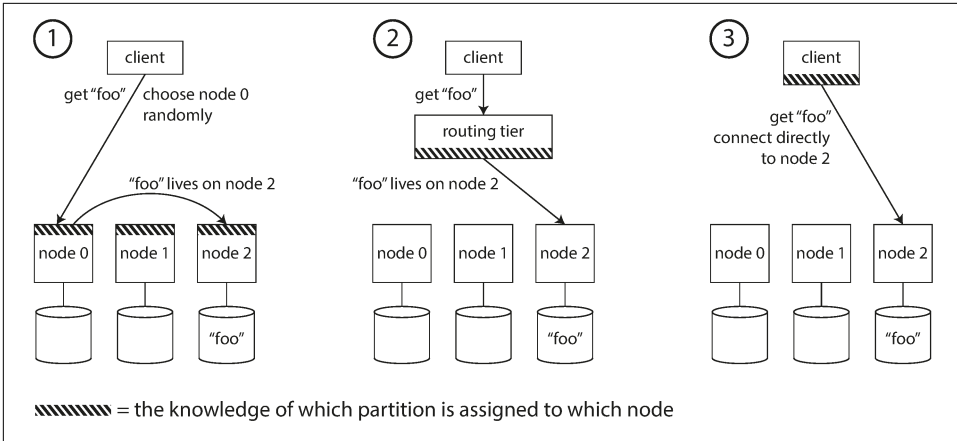 1
client
get “foo”
choose node 0
randomly
“foo” lives on node 2
node 0
node 1
node 2
“foo”
2
client
get “foo”
routing tier
“foo” lives on node 2
node 0
node 1
node 2
“foo”
3
client
get “foo”
connect directly
to node 2
node 0
node 1
node 2
“foo”
= the knowledge of which partition is assigned to which node